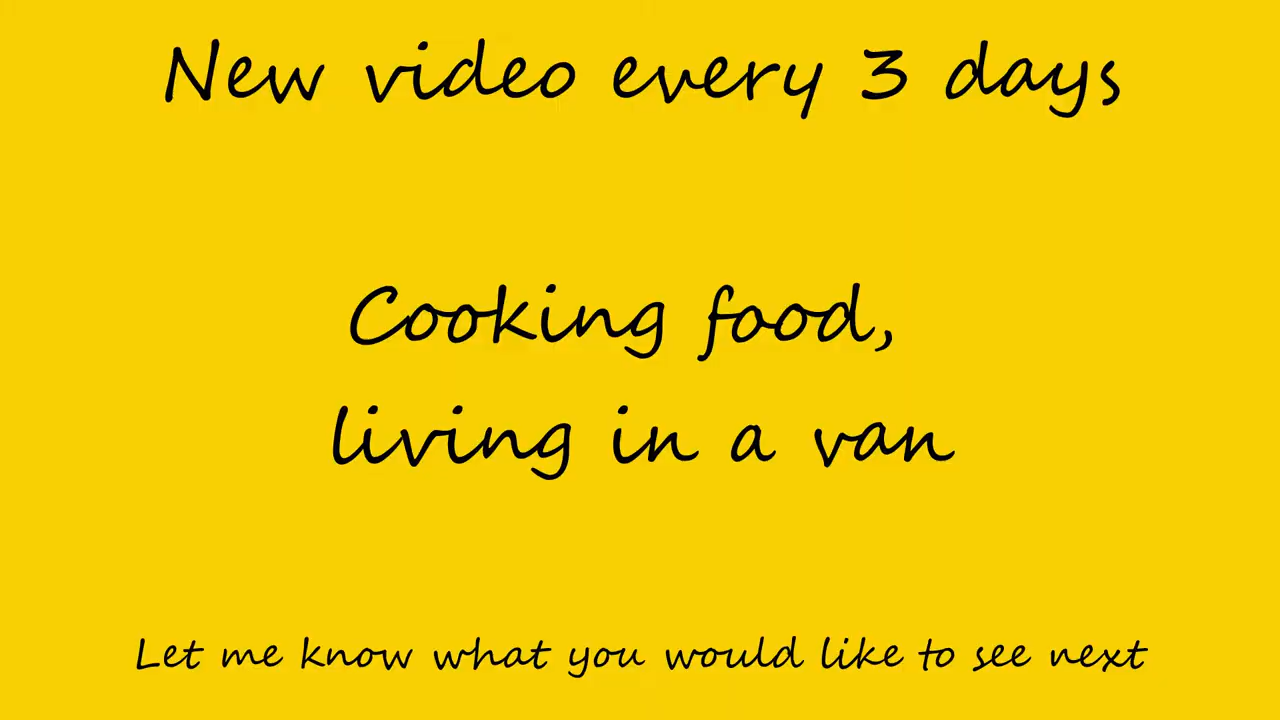 New video every 3 days
Cooking food,
living in a van
Let me know what you would like to see next